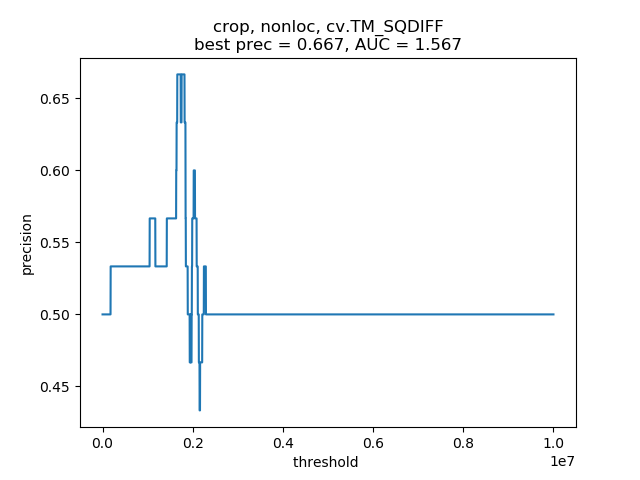 crop, nonloc, cv.TM_SQDIFF
best prec = 0.667, AUC = 1.567
precision
0.65
0.60
0.55
0.50
0.45
0.0 0.2 0.4 0.6 0.8 1.0
1e7
threshold